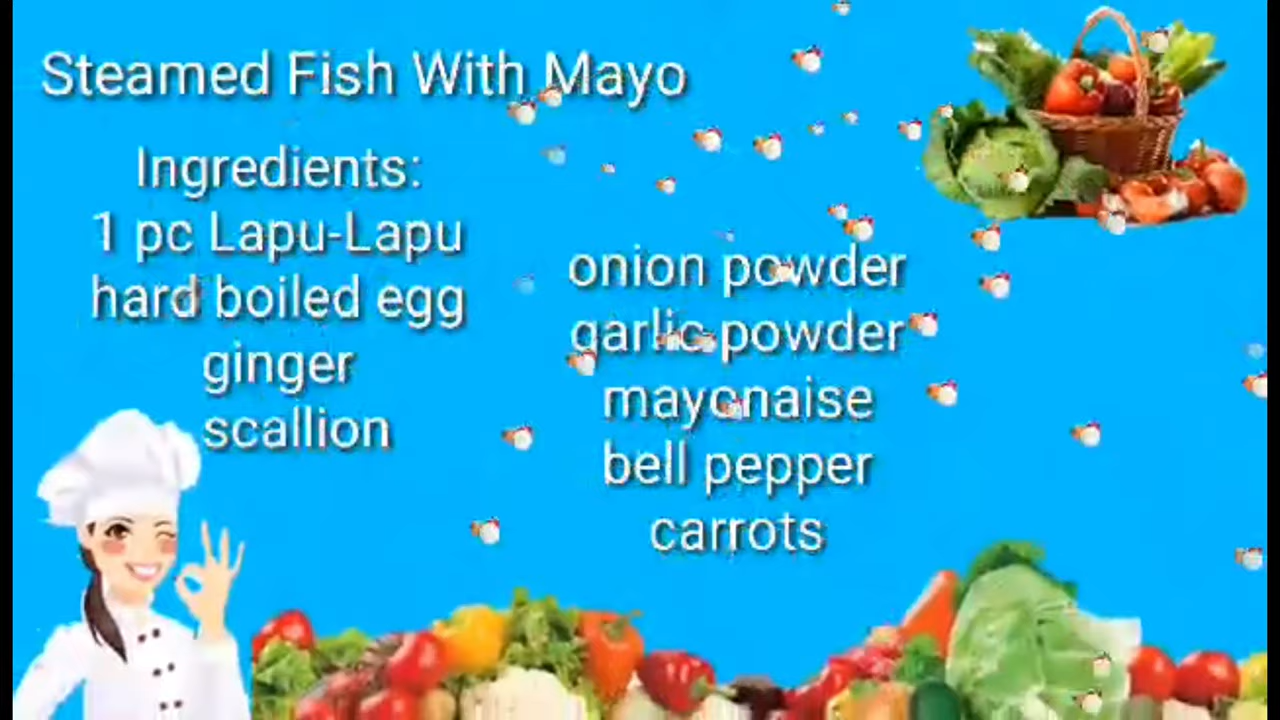 Steamed Fish With Mayo
Ingredients:
1 pc Lapu-Lapu
hard boiled egg
ginger
scallion
onion powder
garlic powder
mayonaise
bell pepper
carrots